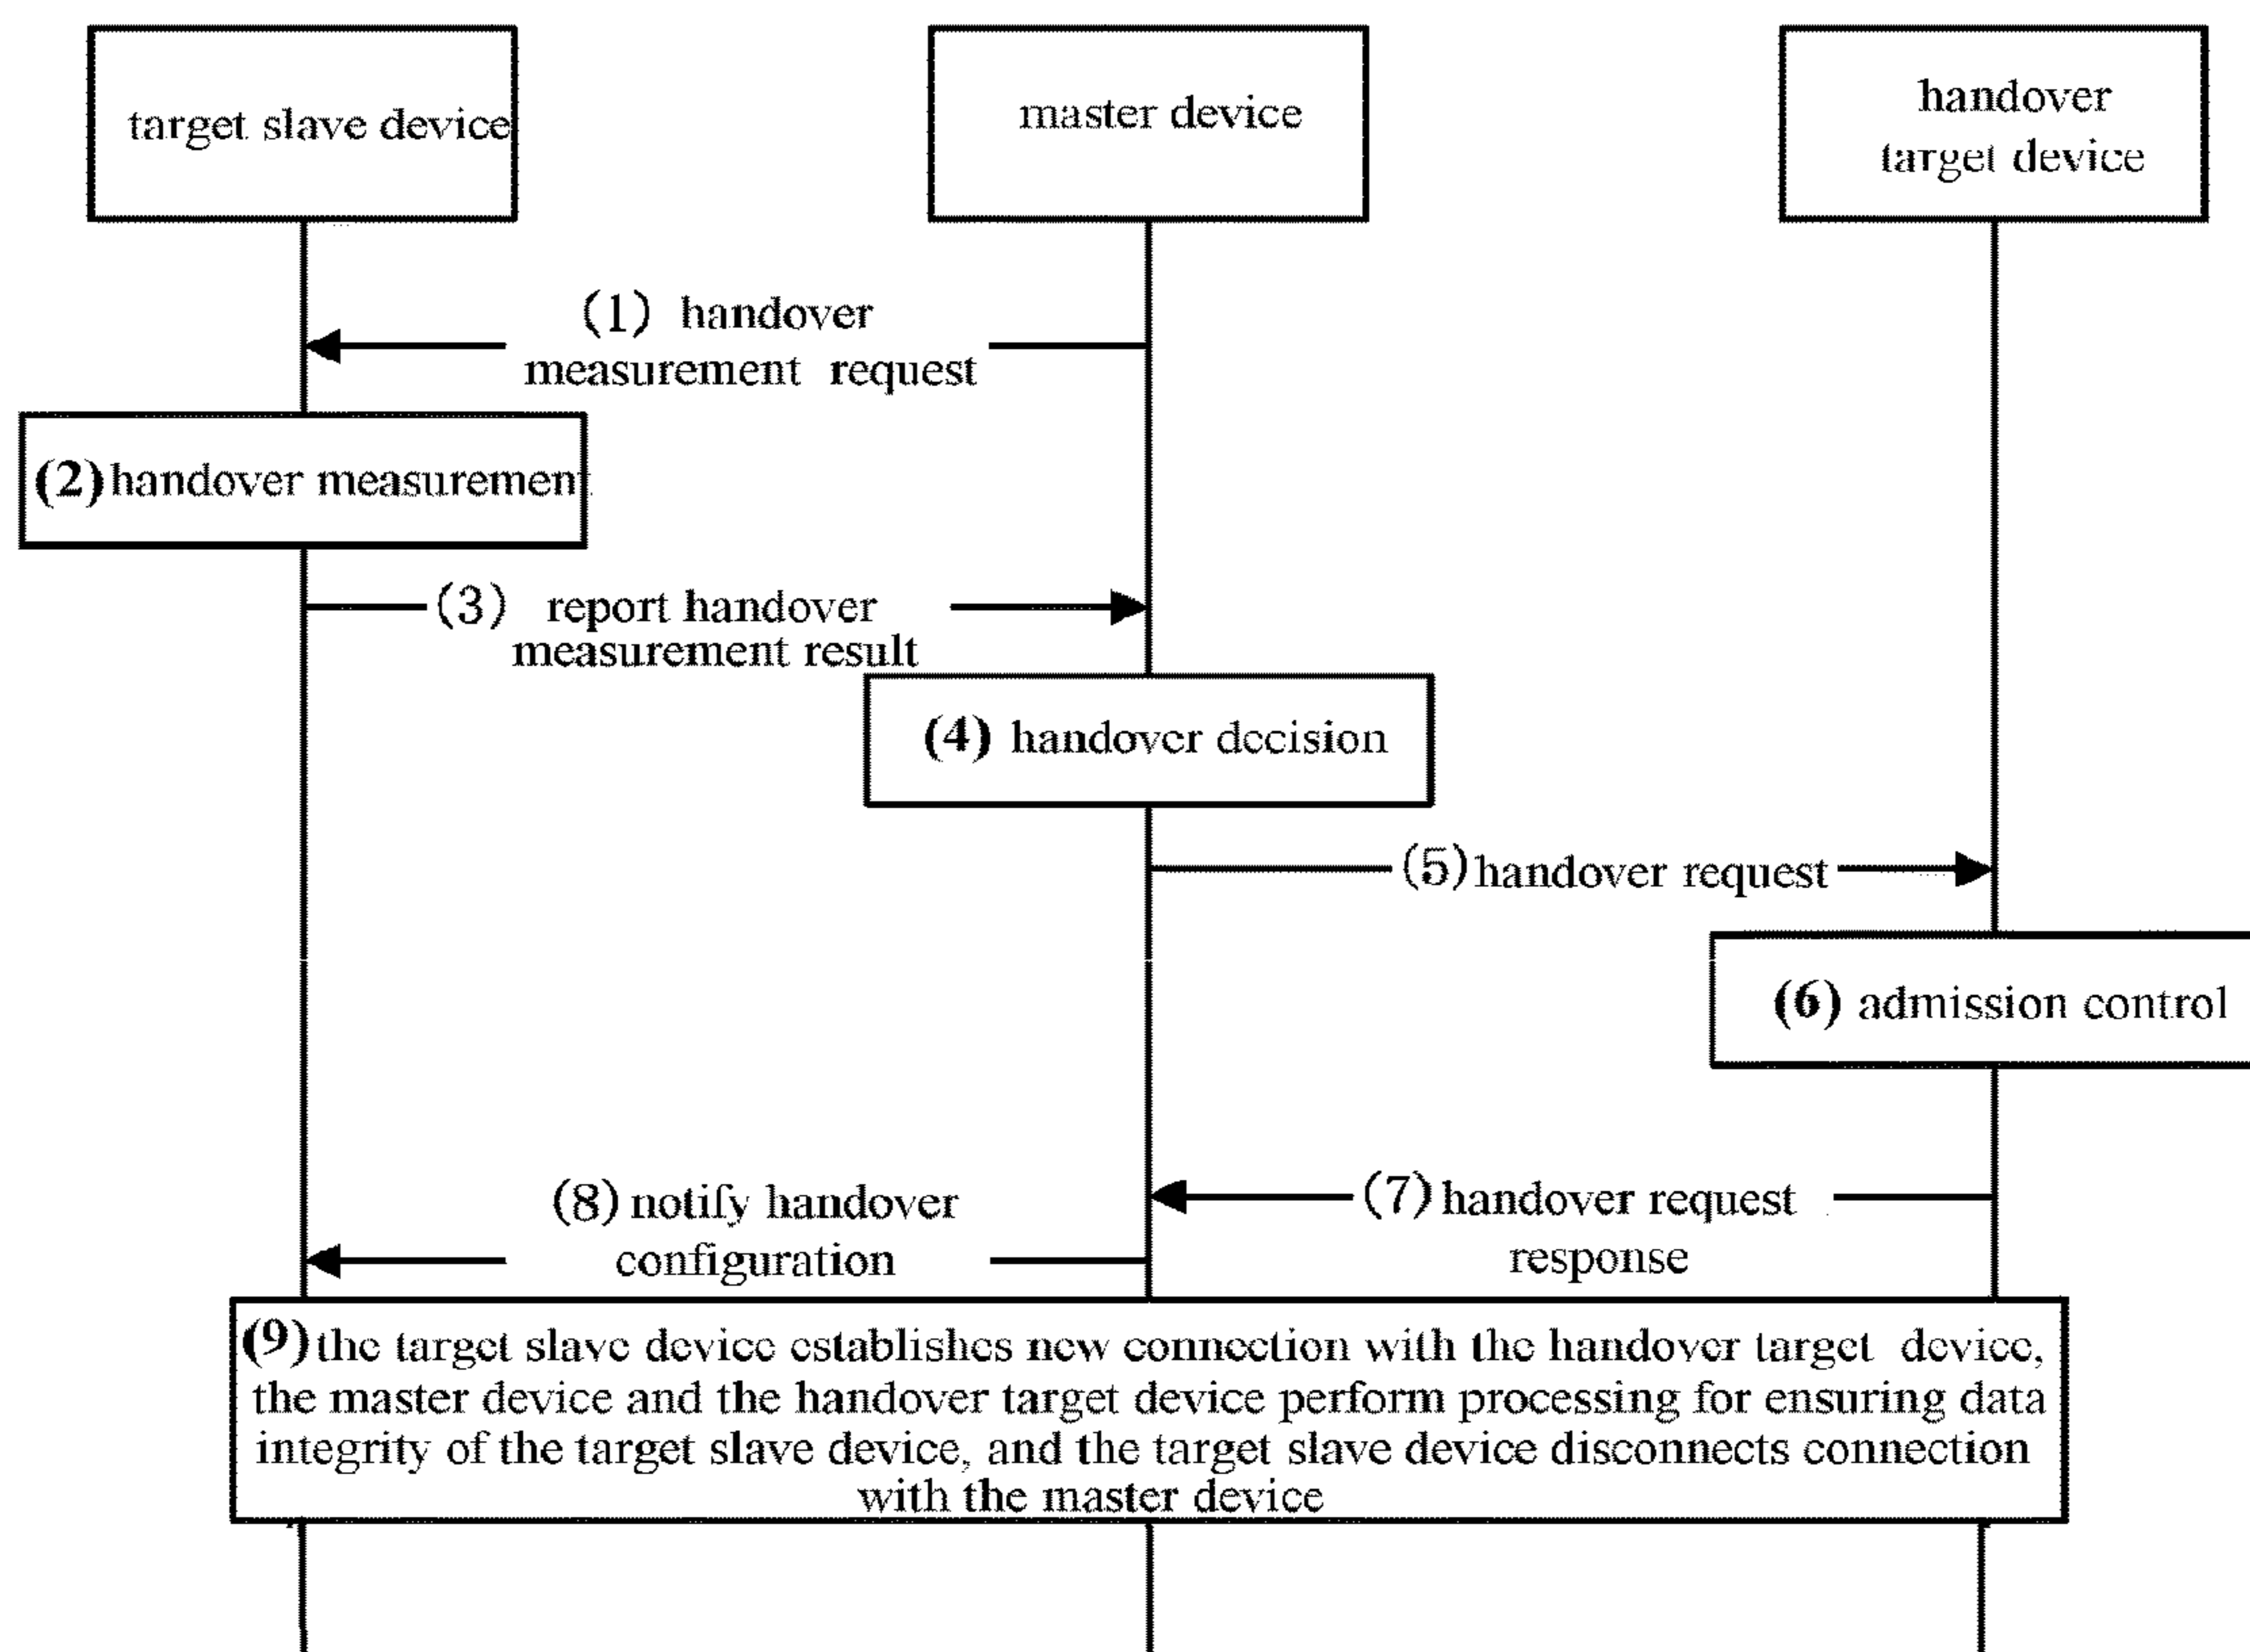 target slave device
master device
handover
target device
(1) handover
measurement request
(2) handover measurement
(3) report handover
measurement result
(4) handover decision
(5) handover request
(6) admission control
(7) handover request
response
(8) notify handover
configuration
(9) the target slave device establishes new connection with the handover target device,
the master device and the handover target device perform processing for ensuring data
integrity of the target slave device, and the target slave device disconnects connection
with the master device